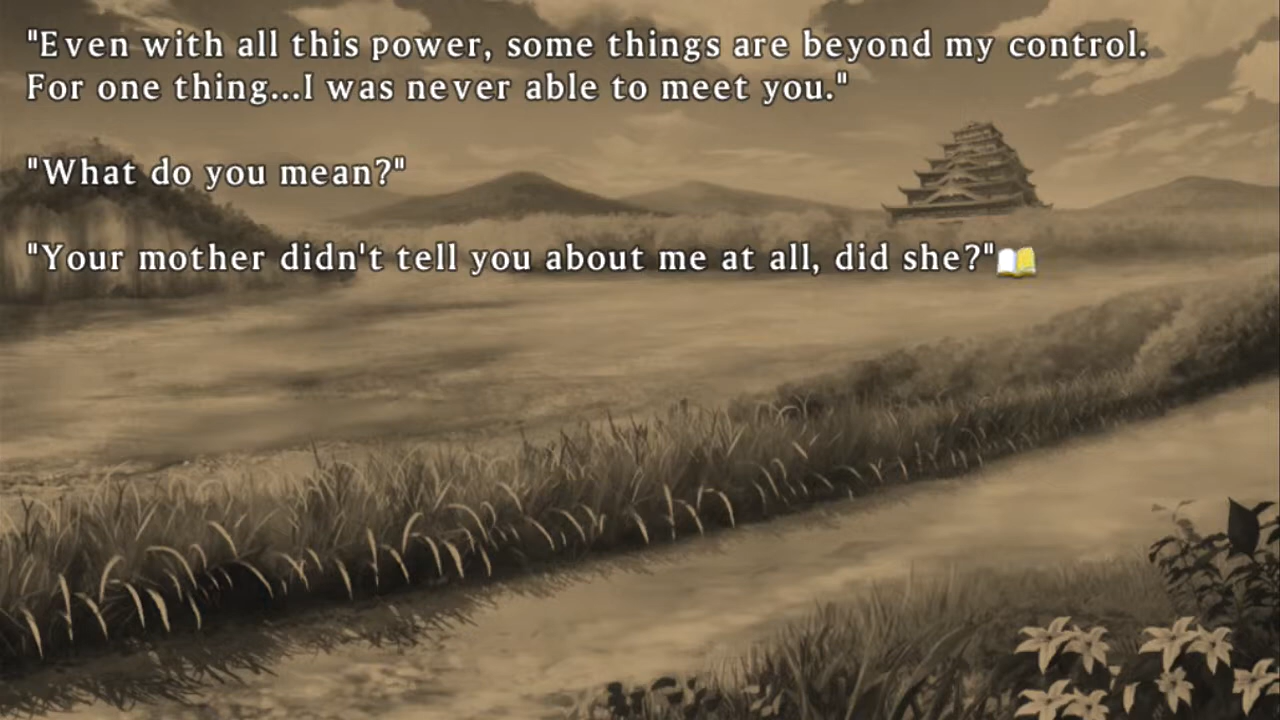 "Even with all this power, some things are beyond my control.
For one thing...I was never able to meet you."
"What do you mean?"
"Your mother didn't tell you about me at all, did she?"